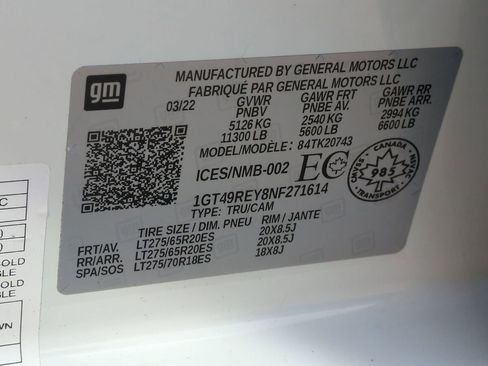 gm
MANUFACTURED BY GENERAL MOTORS LLC
FABRIQUÉ PAR GENERAL MOTORS LLC
03/22 GVWR GAWR FRT GAWR RR
PNBV PNBE AV. PNBE ARR.
5126 KG 2540 KG 2994 KG
11300 LB 5600 LB 6600 LB
MODEL/MODÈLE: 84TK20743
ICES/NMB-002 EC
CANADA
985
1GT49REY8NF271614
TYPE: TRU/CAM
TIRE SIZE / DIM. PNEU RIM / JANTE
FRT/AV. LT275/65R20ES 20X8.5J
RR/ARR. LT275/65R20ES 20X8.5J
SPA/SOS LT275/70R18ES 18X8J